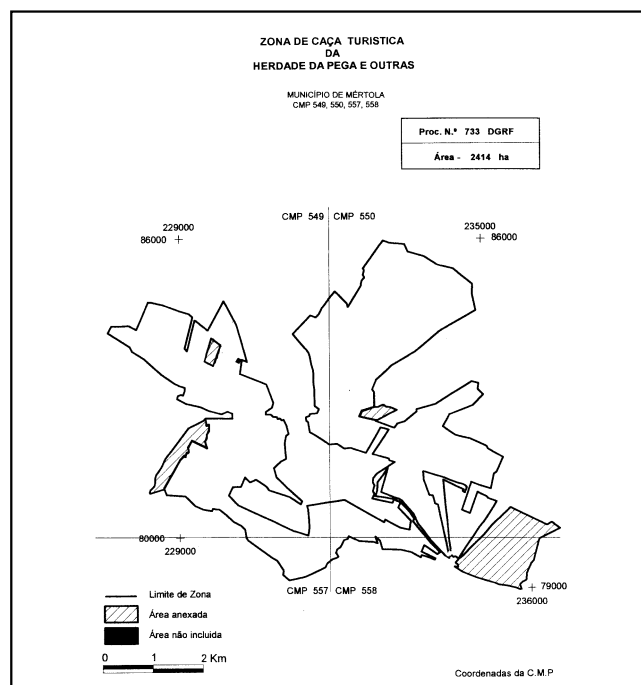 ZONA DE CAÇA TURISTICA
DA
HERDADE DA PEGA E OUTRAS
MUNICÍPIO DE MÉRTOLA
CMP 549, 550, 557, 558
Proc. N.º 733 DGRF
Área - 2414 ha
CMP 549
CMP 550
229000
86000
235000
86000
80000
229000
79000
236000
CMP 557
CMP 558
Limite de Zona
Área anexada
Área não incluida
0 1 2 Km
Coordenadas da C.M.P